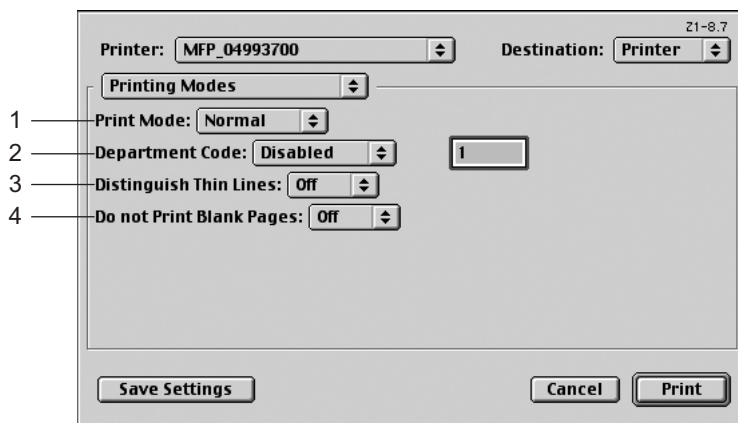 Z1-8.7
Printer: MFP_04993700 Destination: Printer
Printing Modes
1 Print Mode: Normal
2 Department Code: Disabled 1
3 Distinguish Thin Lines: Off
4 Do not Print Blank Pages: Off
Save Settings Cancel Print